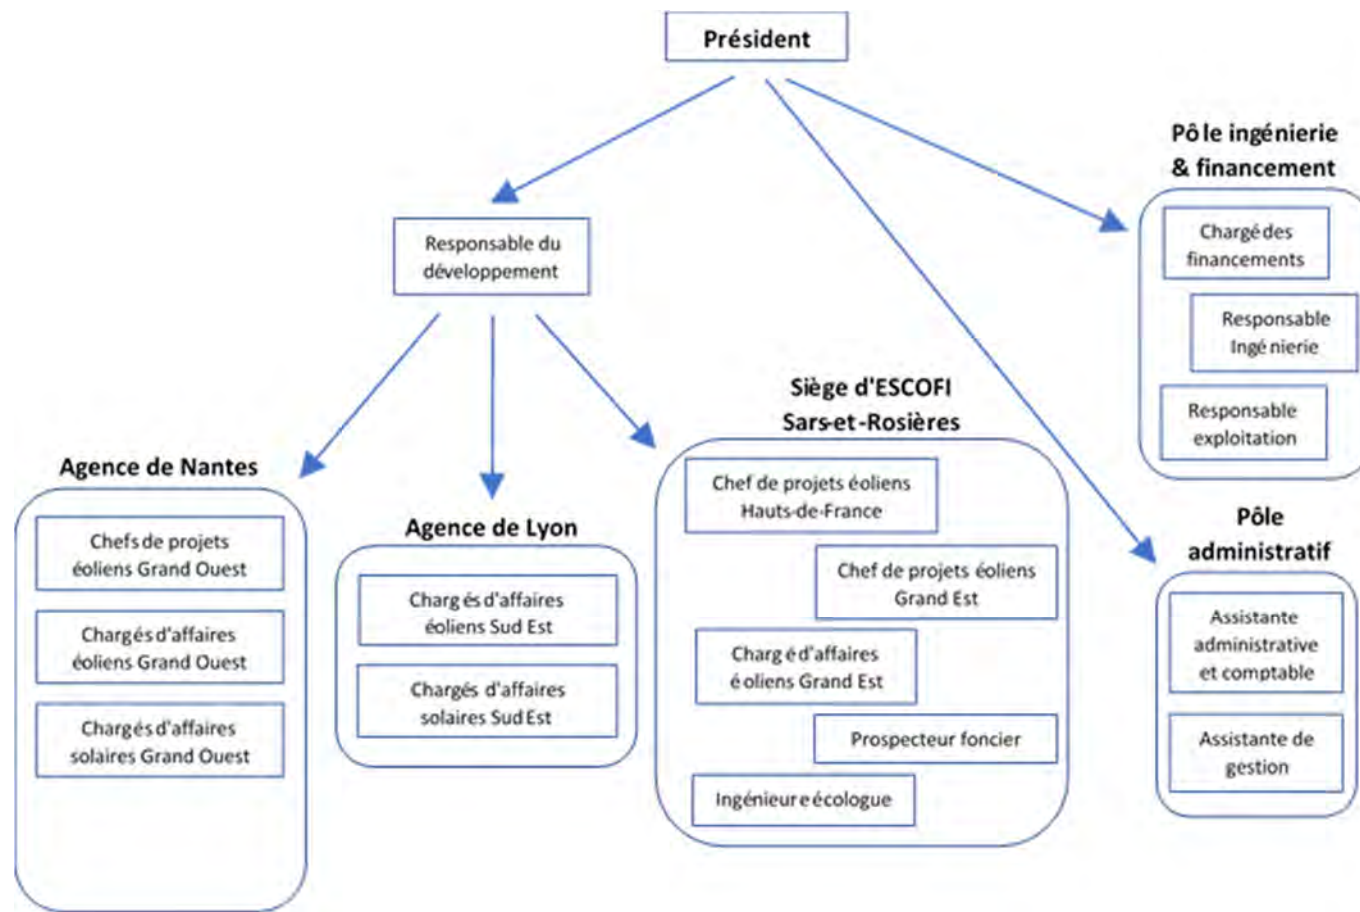 Président
Pôle ingénierie
& financement
Chargé des
financements
Responsable
Ingénierie
Responsable
exploitation
Responsable du
développement
Siège d'ESCOFI
Sars-et-Rosières
Chef de projets éoliens
Hauts-de-France
Chef de projets éoliens
Grand Est
Chargé d'affaires
éoliens Grand Est
Prospecteur foncier
Ingénieure écologue
Agence de Nantes
Chefs de projets
éoliens Grand Ouest
Chargés d'affaires
éoliens Grand Ouest
Chargés d'affaires
solaires Grand Ouest
Agence de Lyon
Chargés d'affaires
éoliens Sud Est
Chargés d'affaires
solaires Sud Est
Pôle
administratif
Assistante
administrative
et comptable
Assistante de
gestion